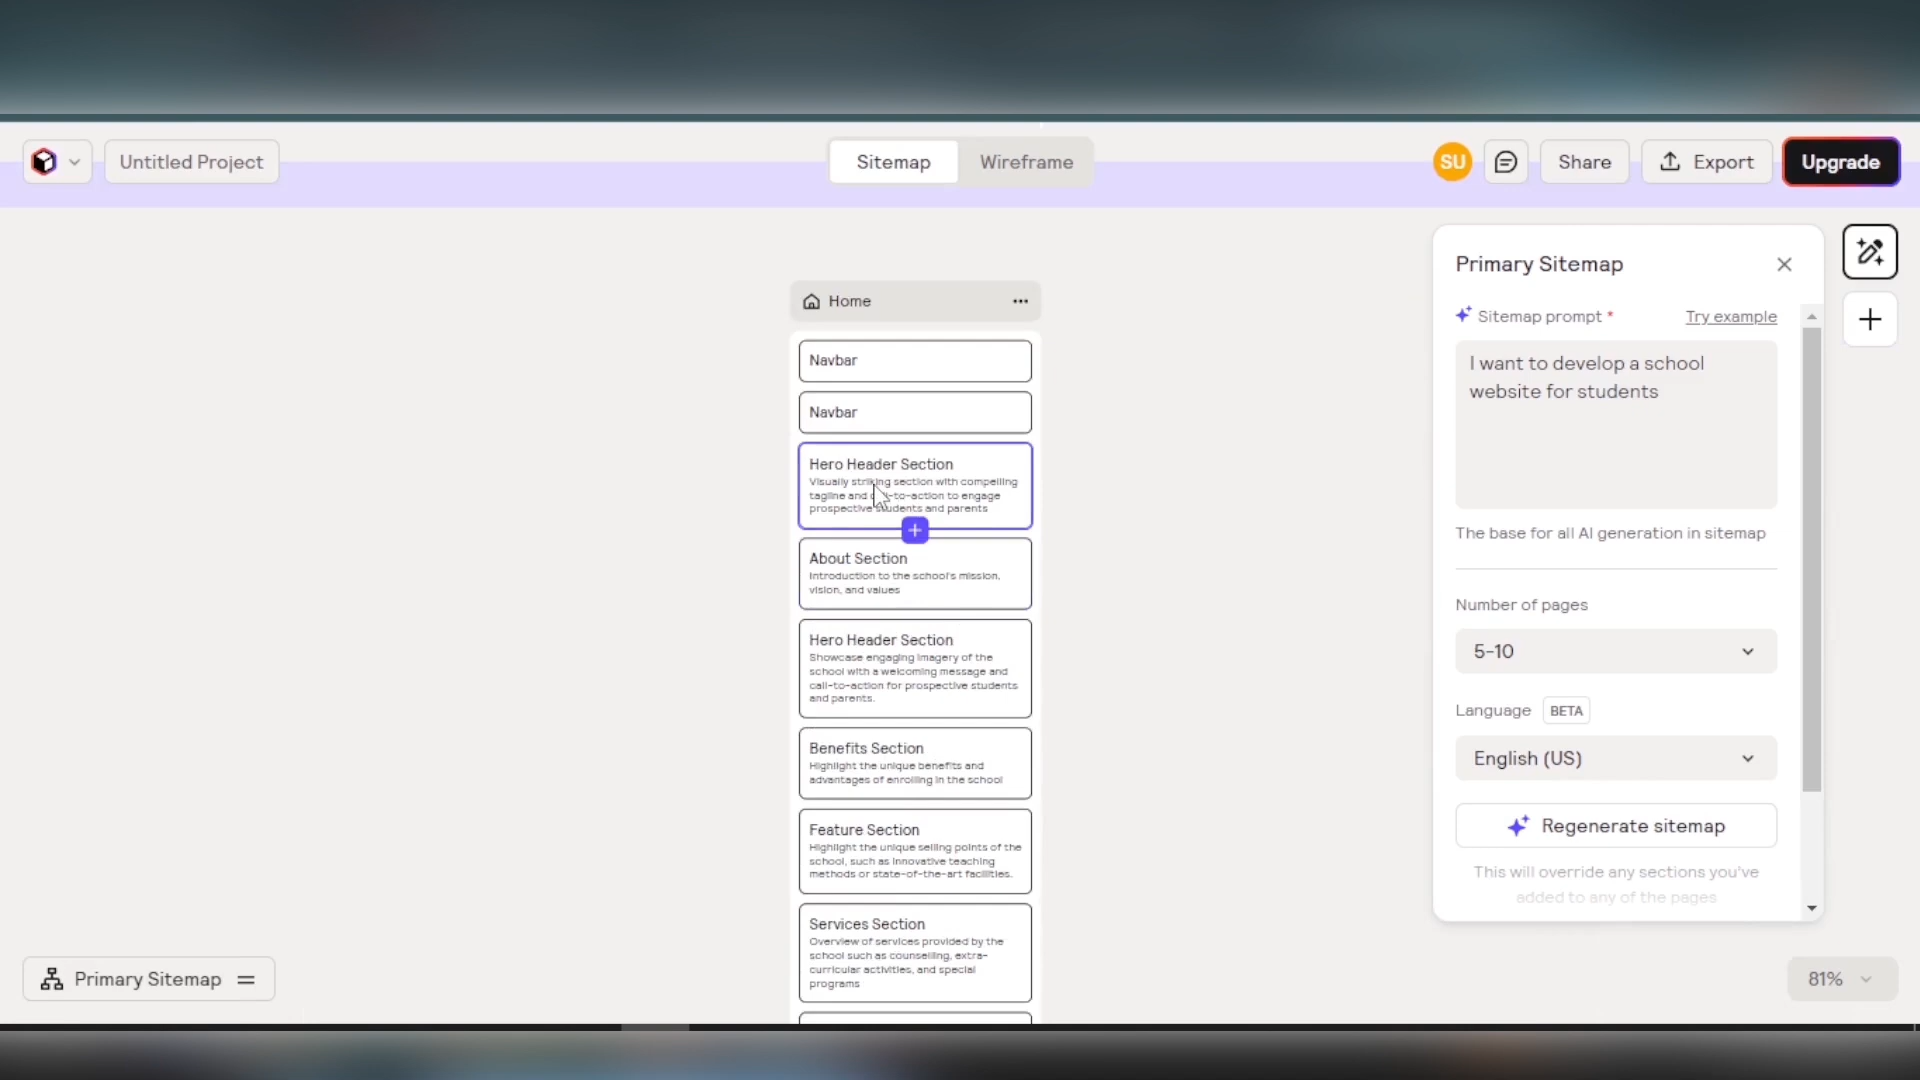 Untitled Project
Sitemap
Wireframe
SU
Share
Export
Upgrade
Home
Navbar
Navbar
Hero Header Section
Visually striking section with compelling
tagline and call-to-action to engage
prospective students and parents
About Section
Introduction to the school's mission,
vision, and values
Hero Header Section
Showcase engaging imagery of the
school with a welcoming message and
call-to-action for prospective students
and parents.
Benefits Section
Highlight the unique benefits and
advantages of enrolling in the school
Feature Section
Highlight the unique selling points of the
school, such as innovative teaching
methods or state-of-the-art facilities.
Services Section
Overview of services provided by the
school such as counselling, extra-
curricular activities, and special
programs
Primary Sitemap
Sitemap prompt *
Try example
I want to develop a school
website for students
The base for all AI generation in sitemap
Number of pages
5-10
Language
BETA
English (US)
Regenerate sitemap
This will override any sections you've
added to any of the pages
Primary Sitemap
81%